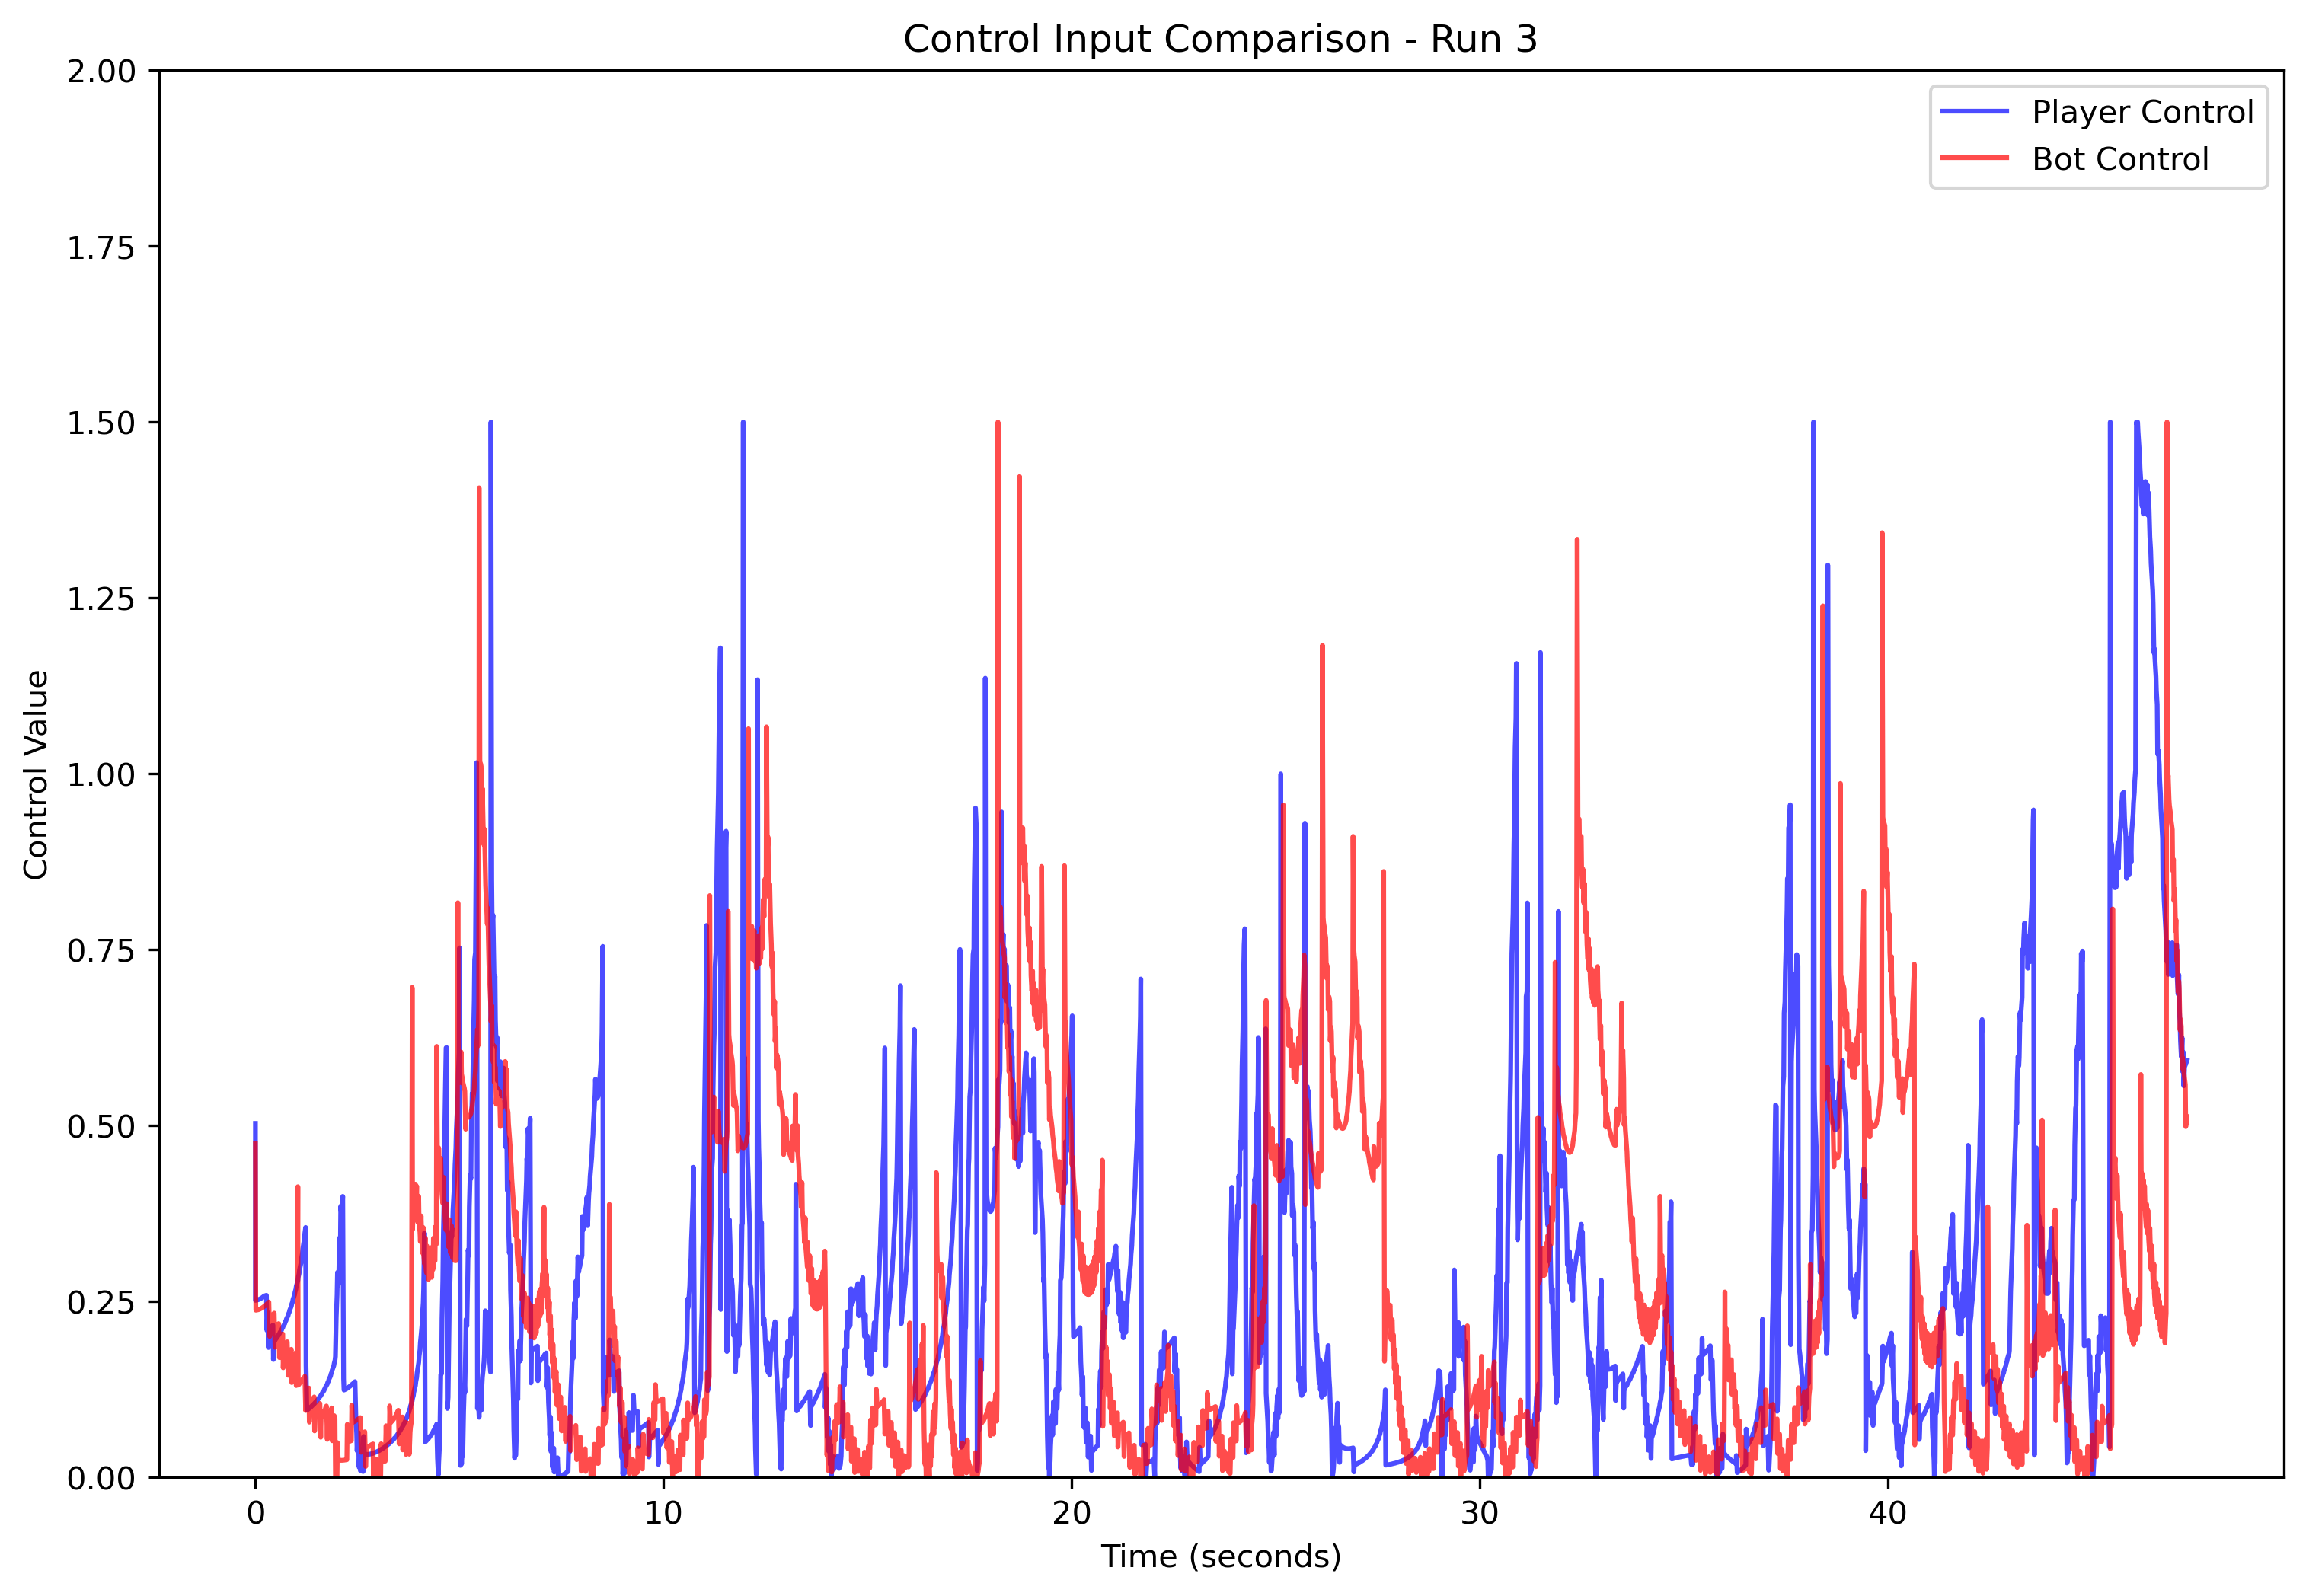 Control Input Comparison - Run 3
2.00
1.75
1.50
1.25
1.00
0.75
0.50
0.25
0.00
Control Value
Player Control
Bot Control
0 10 20 30 40
Time (seconds)